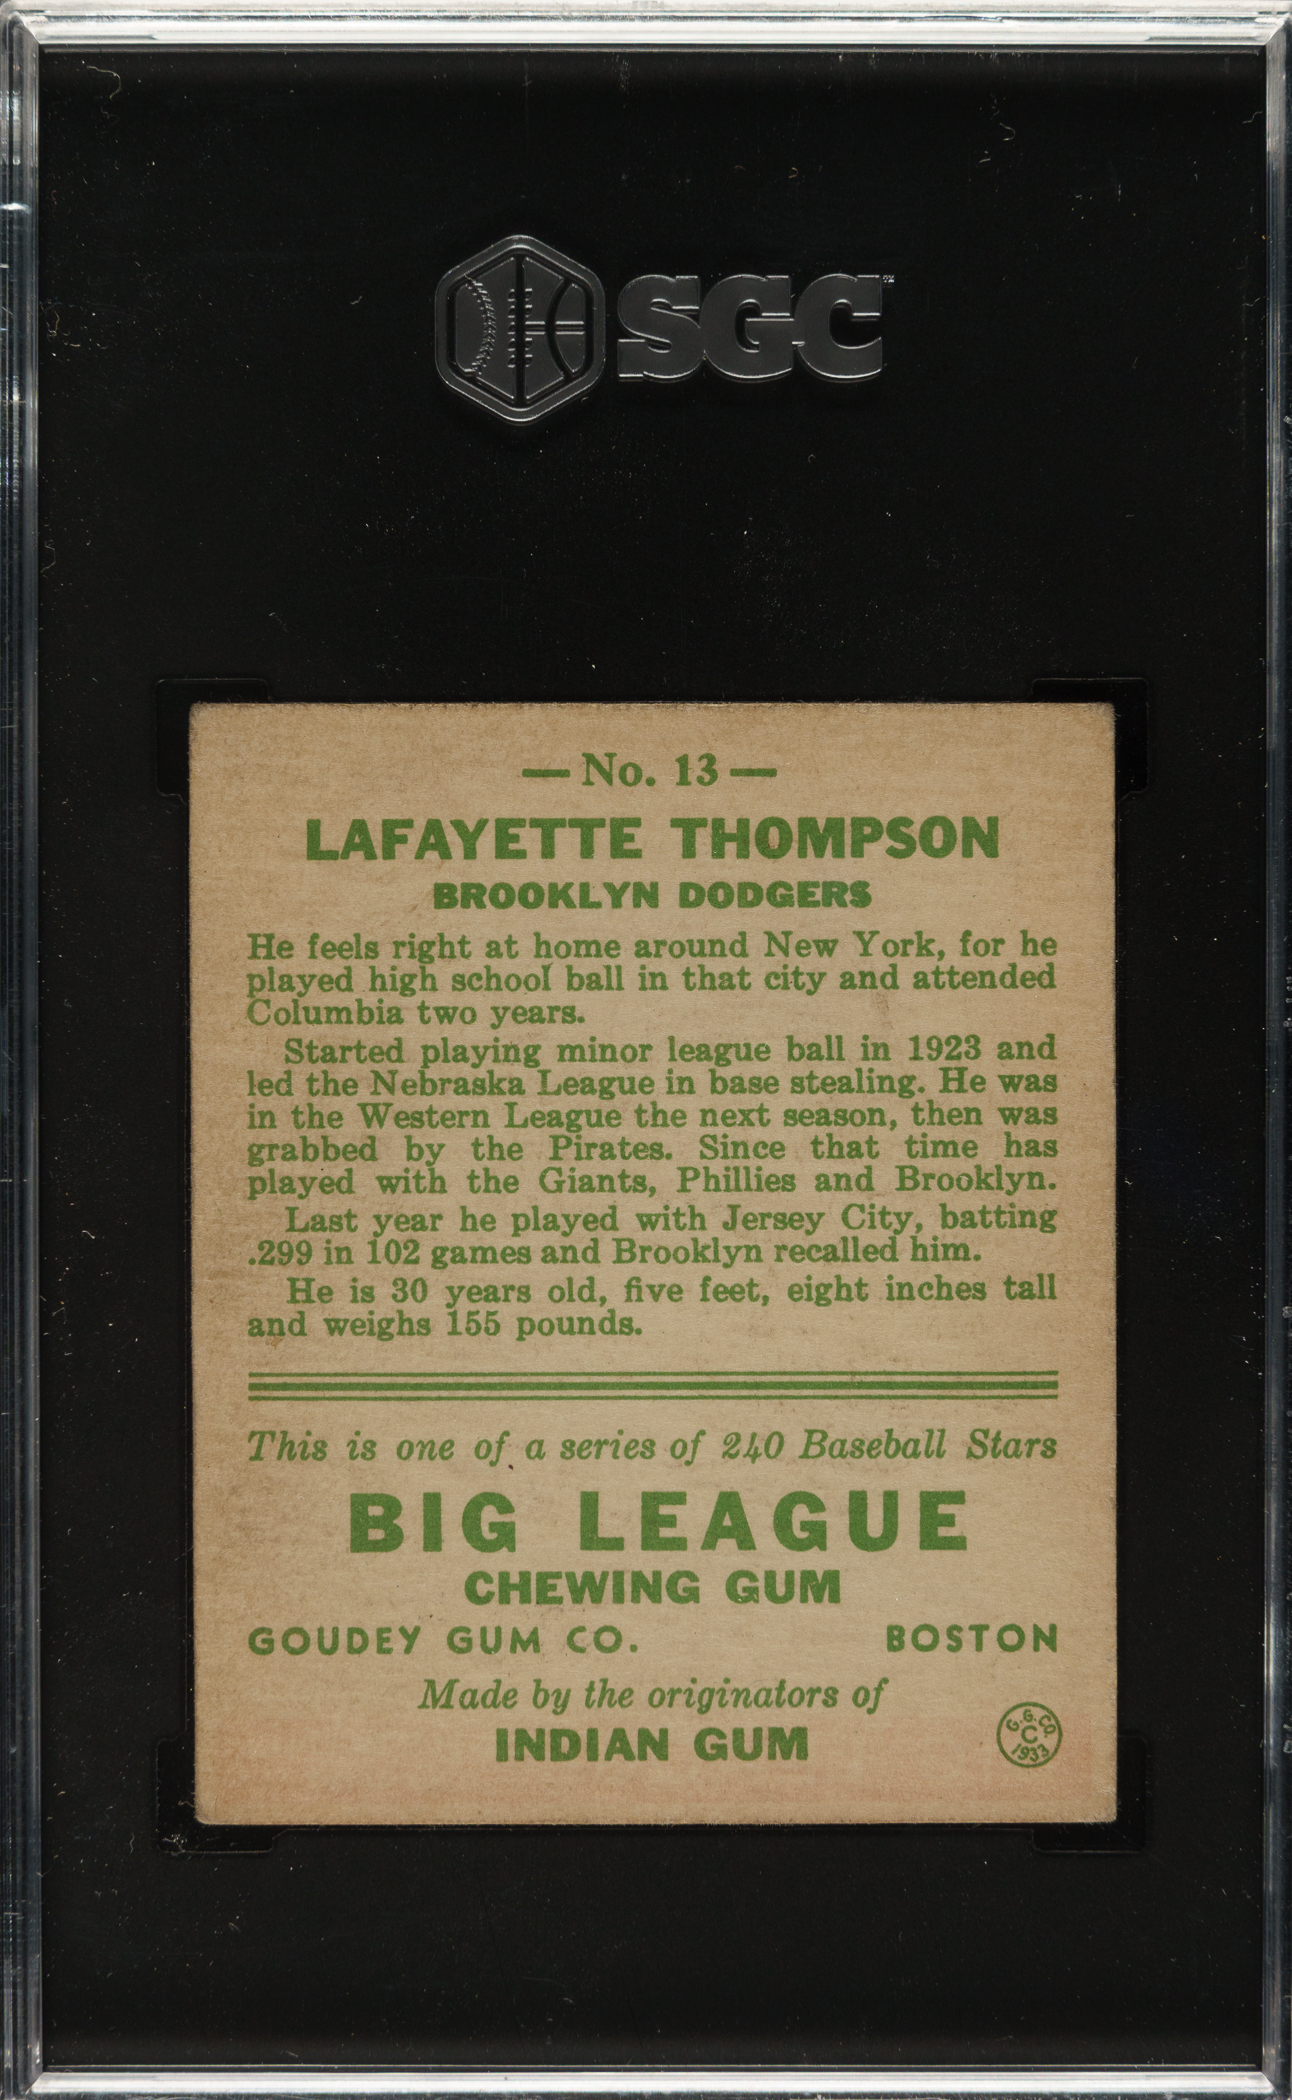 SGC™
— No. 13 —
LAFAYETTE THOMPSON
BROOKLYN DODGERS
He feels right at home around New York, for he
played high school ball in that city and attended
Columbia two years.
Started playing minor league ball in 1923 and
led the Nebraska League in base stealing. He was
in the Western League the next season, then was
grabbed by the Pirates. Since that time has
played with the Giants, Phillies and Brooklyn.
Last year he played with Jersey City, batting
.299 in 102 games and Brooklyn recalled him.
He is 30 years old, five feet, eight inches tall
and weighs 155 pounds.
This is one of a series of 240 Baseball Stars
BIG LEAGUE
CHEWING GUM
GOUDEY GUM CO. BOSTON
Made by the originators of
INDIAN GUM
G. G. CO.
C
1933